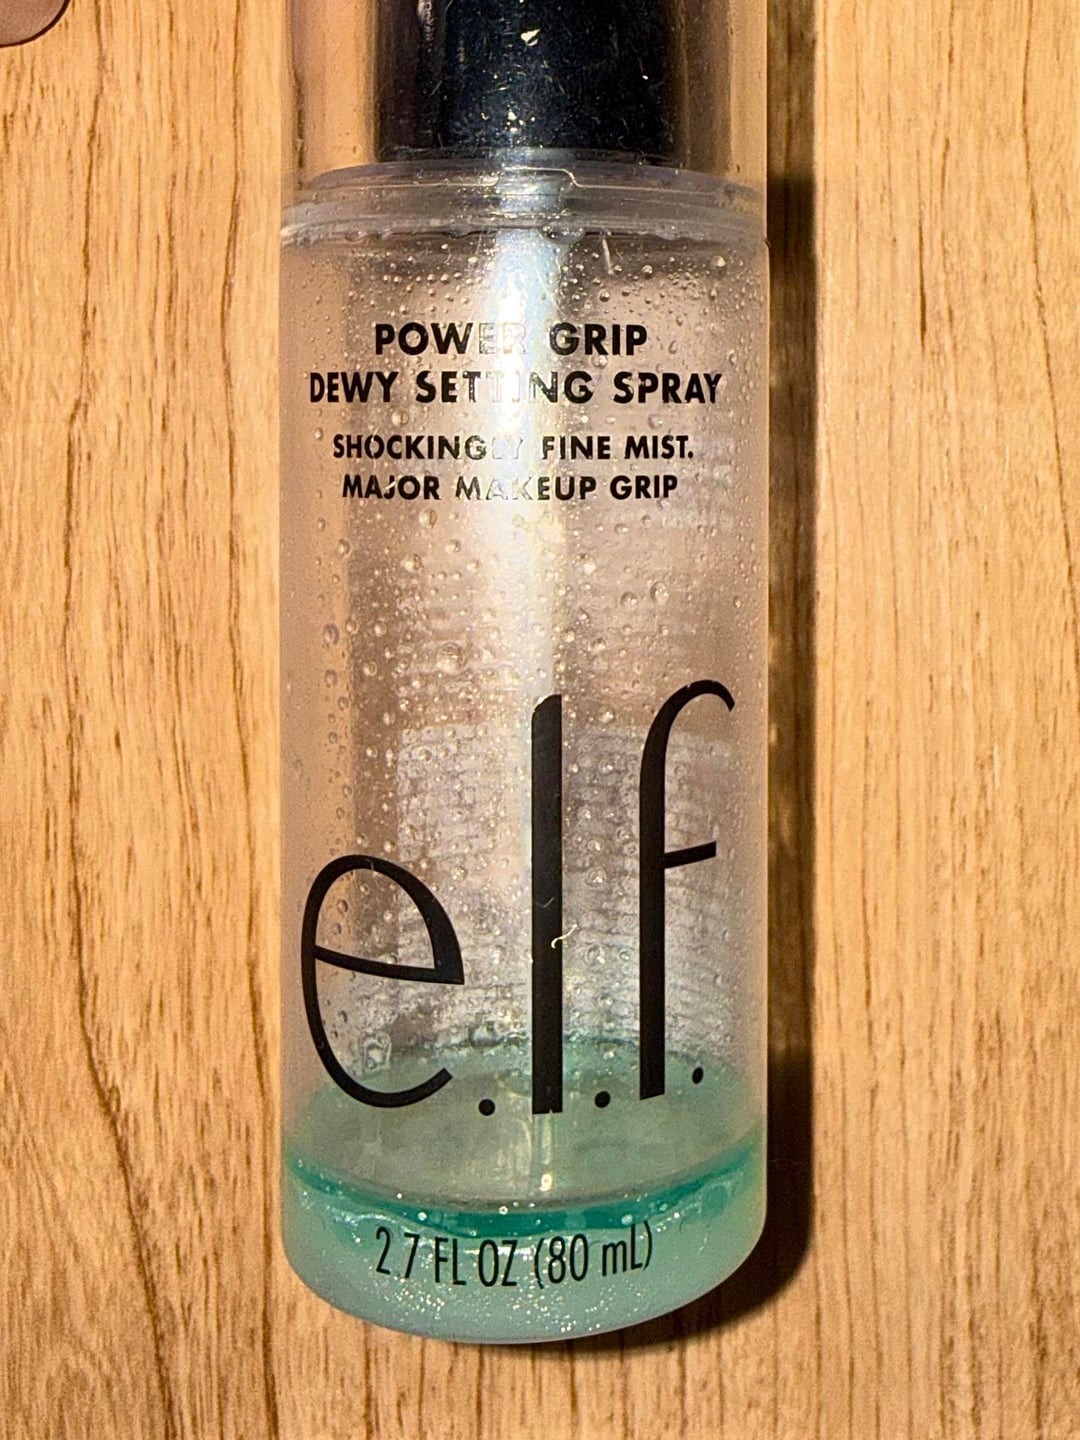 POWER GRIP
DEWY SETTING SPRAY
SHOCKINGLY FINE MIST.
MAJOR MAKEUP GRIP
e.l.f.
2.7 FL OZ (80 mL)